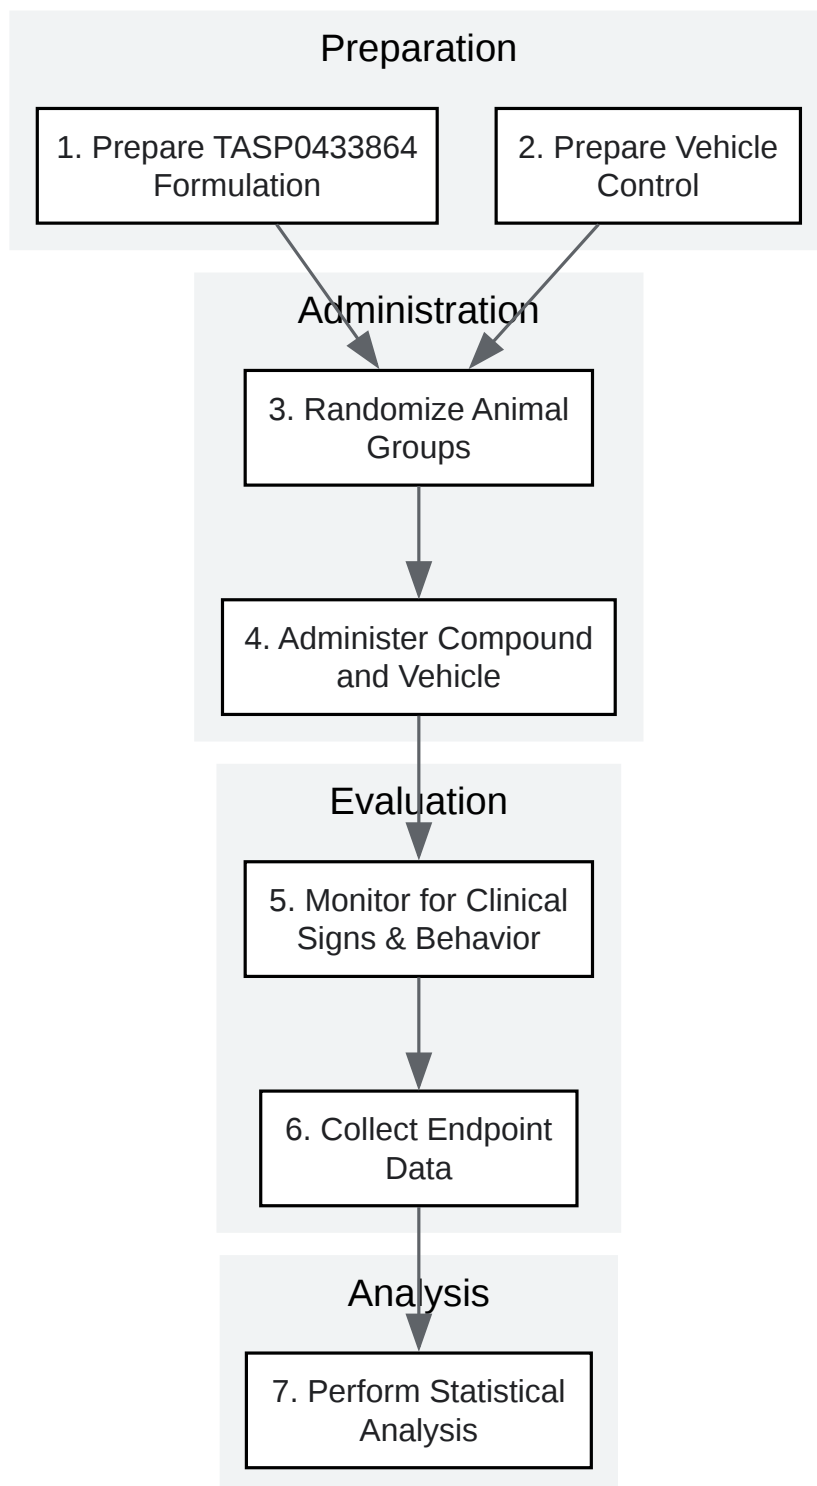 Preparation
1. Prepare TASP0433864
Formulation
2. Prepare Vehicle
Control
Administration
3. Randomize Animal
Groups
4. Administer Compound
and Vehicle
Evaluation
5. Monitor for Clinical
Signs & Behavior
6. Collect Endpoint
Data
Analysis
7. Perform Statistical
Analysis